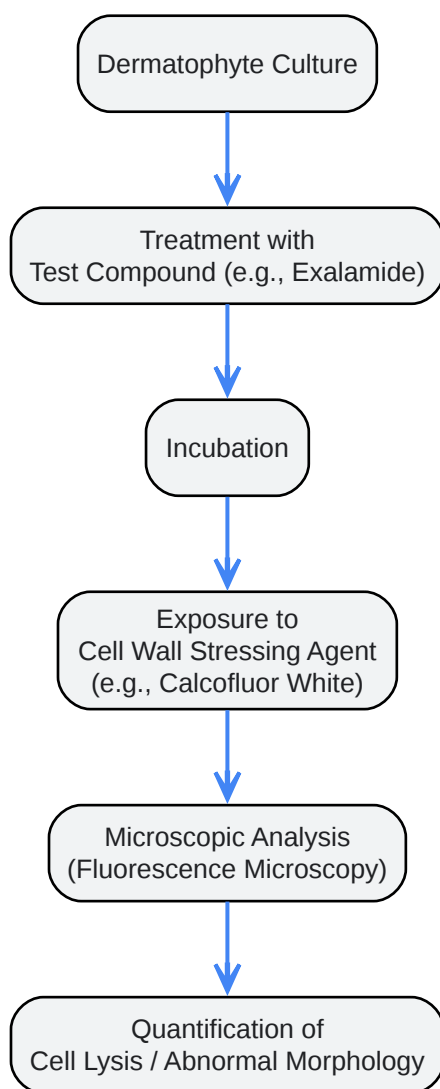 Dermatophyte Culture
Treatment with
Test Compound (e.g., Exalamide)
Incubation
Exposure to
Cell Wall Stressing Agent
(e.g., Calcofluor White)
Microscopic Analysis
(Fluorescence Microscopy)
Quantification of
Cell Lysis / Abnormal Morphology